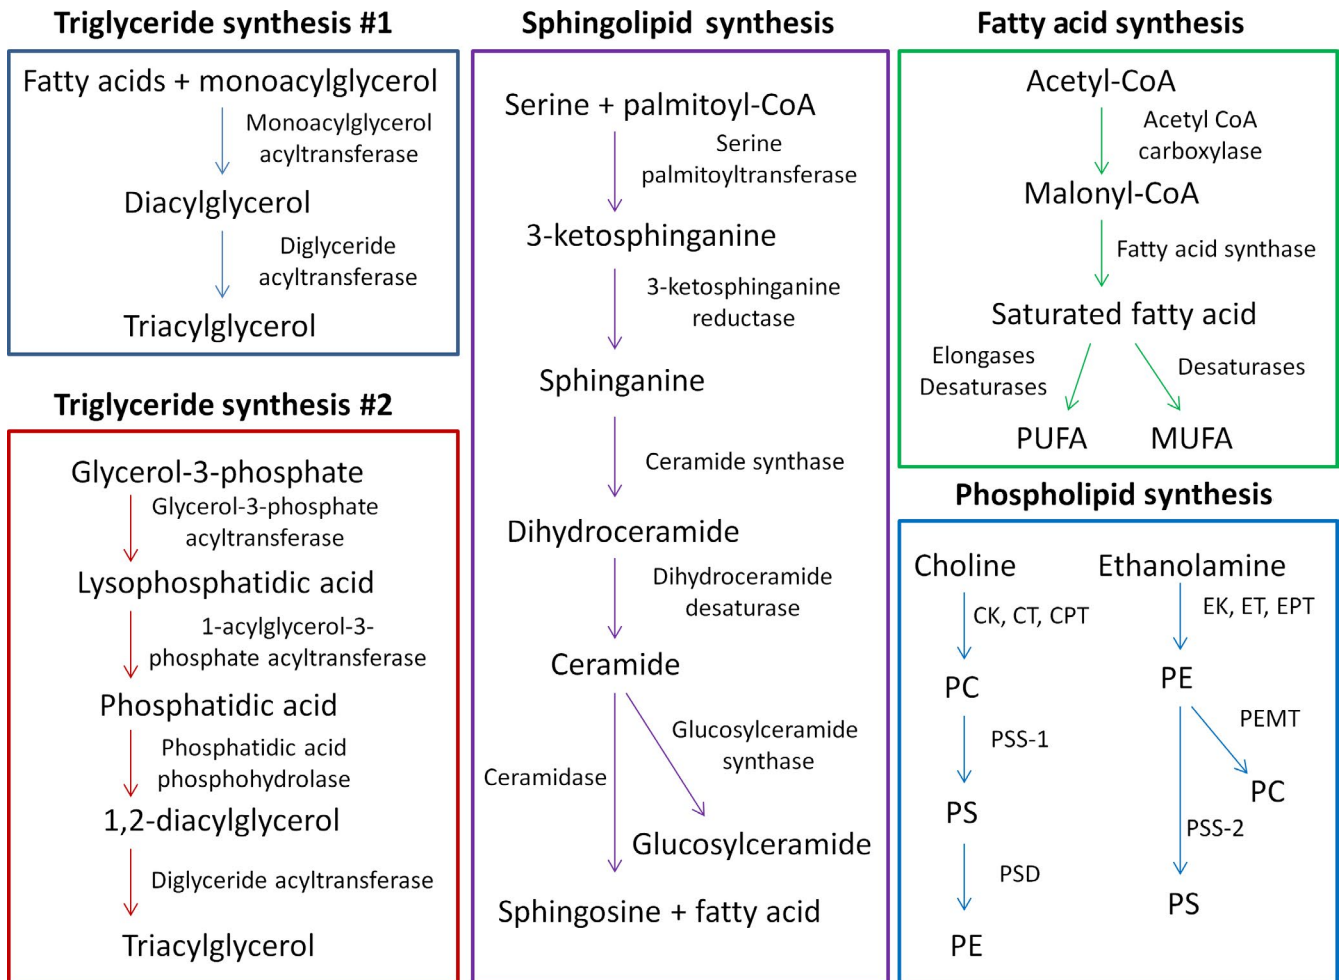 Triglyceride synthesis #1
Fatty acids + monoacylglycerol
Monoacylglycerol
acyltransferase
Diacylglycerol
Diglyceride
acyltransferase
Triacylglycerol
Triglyceride synthesis #2
Glycerol-3-phosphate
Glycerol-3-phosphate
acyltransferase
Lysophosphatidic acid
1-acylglycerol-3-
phosphate acyltransferase
Phosphatidic acid
Phosphatidic acid
phosphohydrolase
1,2-diacylglycerol
Diglyceride acyltransferase
Triacylglycerol
Sphingolipid synthesis
Serine + palmitoyl-CoA
Serine
palmitoyltransferase
3-ketosphinganine
3-ketosphinganine
reductase
Sphinganine
Ceramide synthase
Dihydroceramide
Dihydroceramide
desaturase
Ceramide
Glucosylceramide
synthase
Ceramidase
Glucosylceramide
Sphingosine + fatty acid
Fatty acid synthesis
Acetyl-CoA
Acetyl CoA
carboxylase
Malonyl-CoA
Fatty acid synthase
Saturated fatty acid
Elongases
Desaturases
Desaturases
PUFA
MUFA
Phospholipid synthesis
Choline
CK, CT, CPT
PC
PSS-1
PS
PSD
PE
Ethanolamine
EK, ET, EPT
PE
PEMT
PC
PSS-2
PS